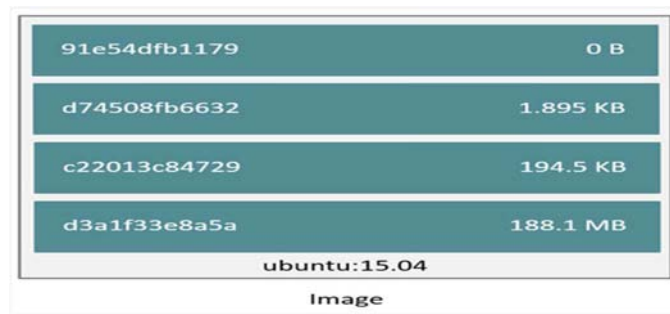 91e54dfb1179 0 B
d74508fb6632 1.895 KB
c22013c84729 194.5 KB
d3a1f33e8a5a 188.1 MB
ubuntu:15.04
Image